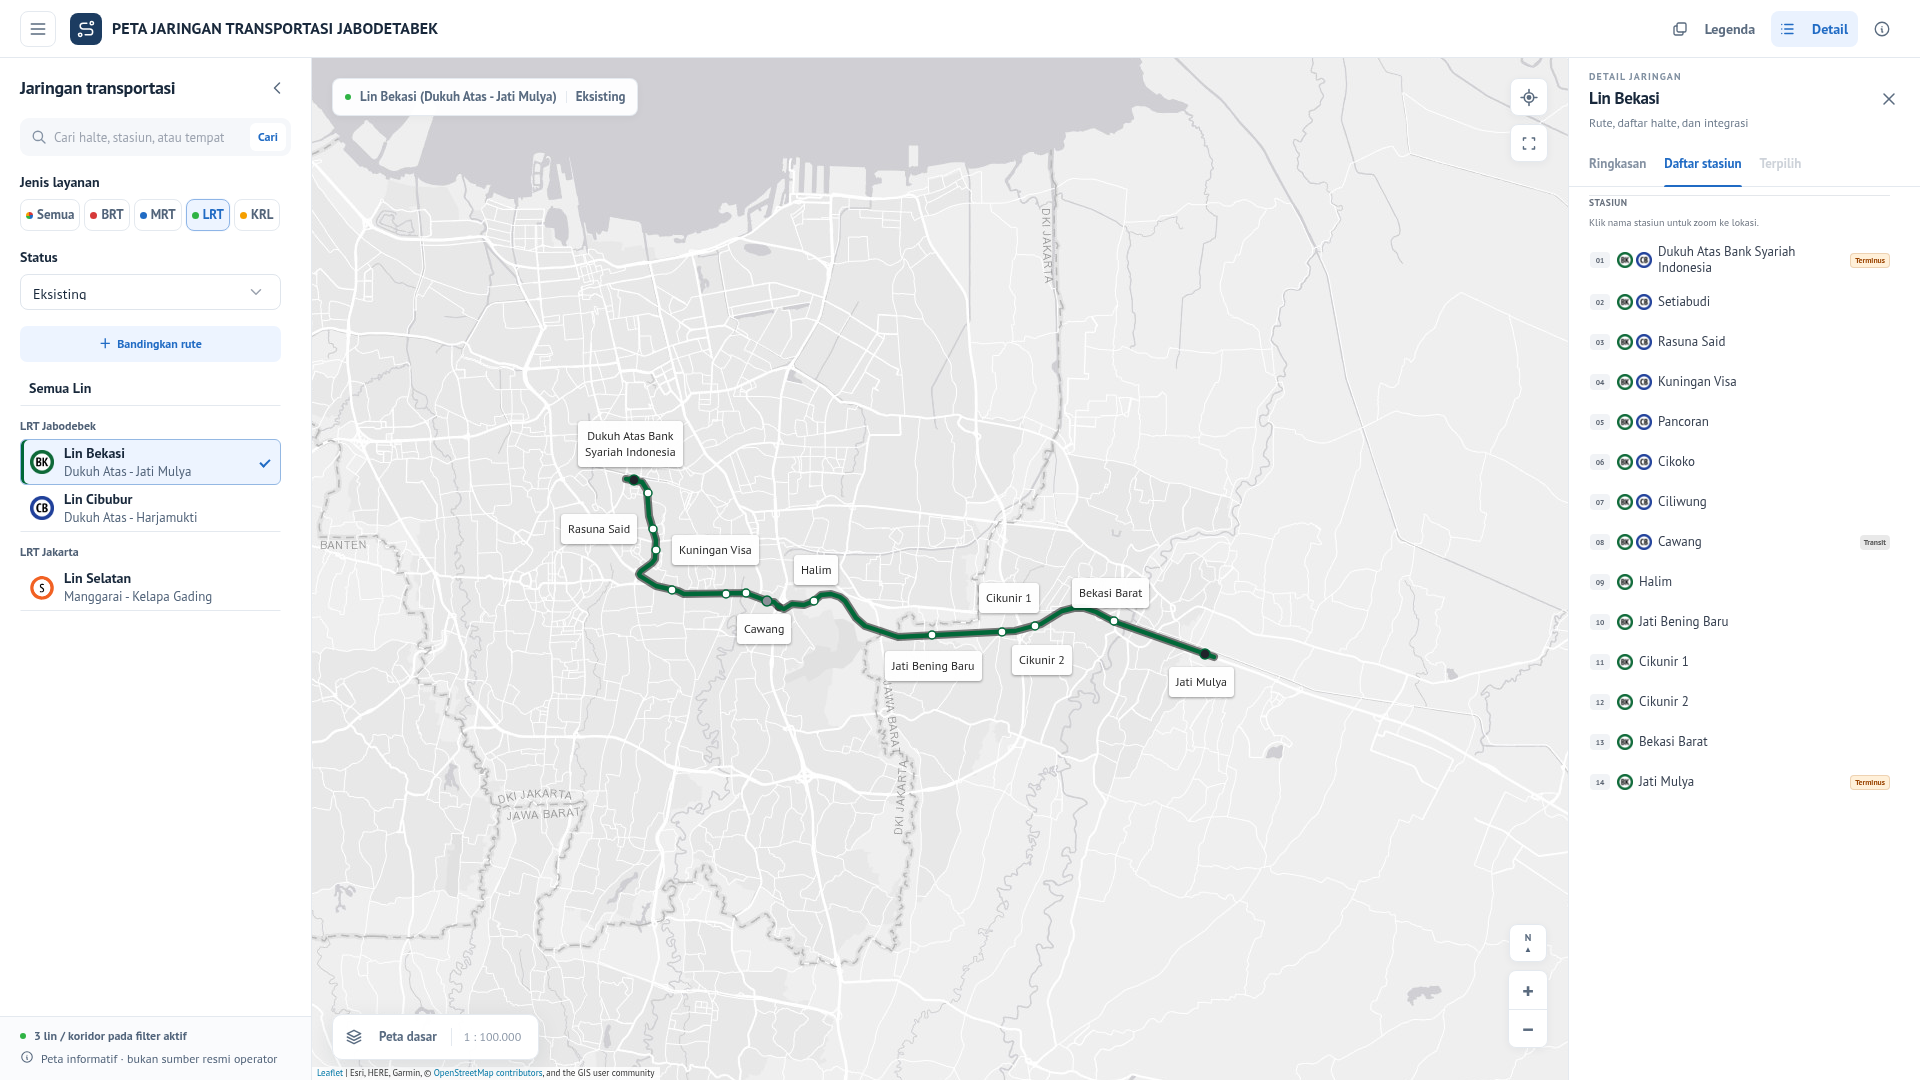 PETA JARINGAN TRANSPORTASI JABODETABEK
Legenda
Detail
Jaringan transportasi
Cari halte, stasiun, atau tempat
Cari
Jenis layanan
Semua
BRT
MRT
LRT
KRL
Status
Eksisting
Bandingkan rute
Semua Lin
LRT Jabodebek
BK
Lin Bekasi
Dukuh Atas - Jati Mulya
CB
Lin Cibubur
Dukuh Atas - Harjamukti
LRT Jakarta
S
Lin Selatan
Manggarai - Kelapa Gading
3 lin / koridor pada filter aktif
Peta informatif · bukan sumber resmi operator
Lin Bekasi (Dukuh Atas - Jati Mulya)
Eksisting
DKI JAKARTA
Dukuh Atas Bank
Syariah Indonesia
Rasuna Said
Kuningan Visa
BANTEN
Halim
Cawang
Cikunir 1
Bekasi Barat
Jati Bening Baru
Cikunir 2
Jati Mulya
JAWA BARAT
DKI JAKARTA
DKI JAKARTA
JAWA BARAT
N
+
−
Peta dasar
1 : 100.000
Leaflet | Esri, HERE, Garmin, © OpenStreetMap contributors, and the GIS user community
DETAIL JARINGAN
Lin Bekasi
Rute, daftar halte, dan integrasi
Ringkasan
Daftar stasiun
Terpilih
STASIUN
Klik nama stasiun untuk zoom ke lokasi.
01 BK CB Dukuh Atas Bank Syariah
Indonesia
Terminus
02 BK CB Setiabudi
03 BK CB Rasuna Said
04 BK CB Kuningan Visa
05 BK CB Pancoran
06 BK CB Cikoko
07 BK CB Ciliwung
08 BK CB Cawang
Transit
09 BK Halim
10 BK Jati Bening Baru
11 BK Cikunir 1
12 BK Cikunir 2
13 BK Bekasi Barat
14 BK Jati Mulya
Terminus